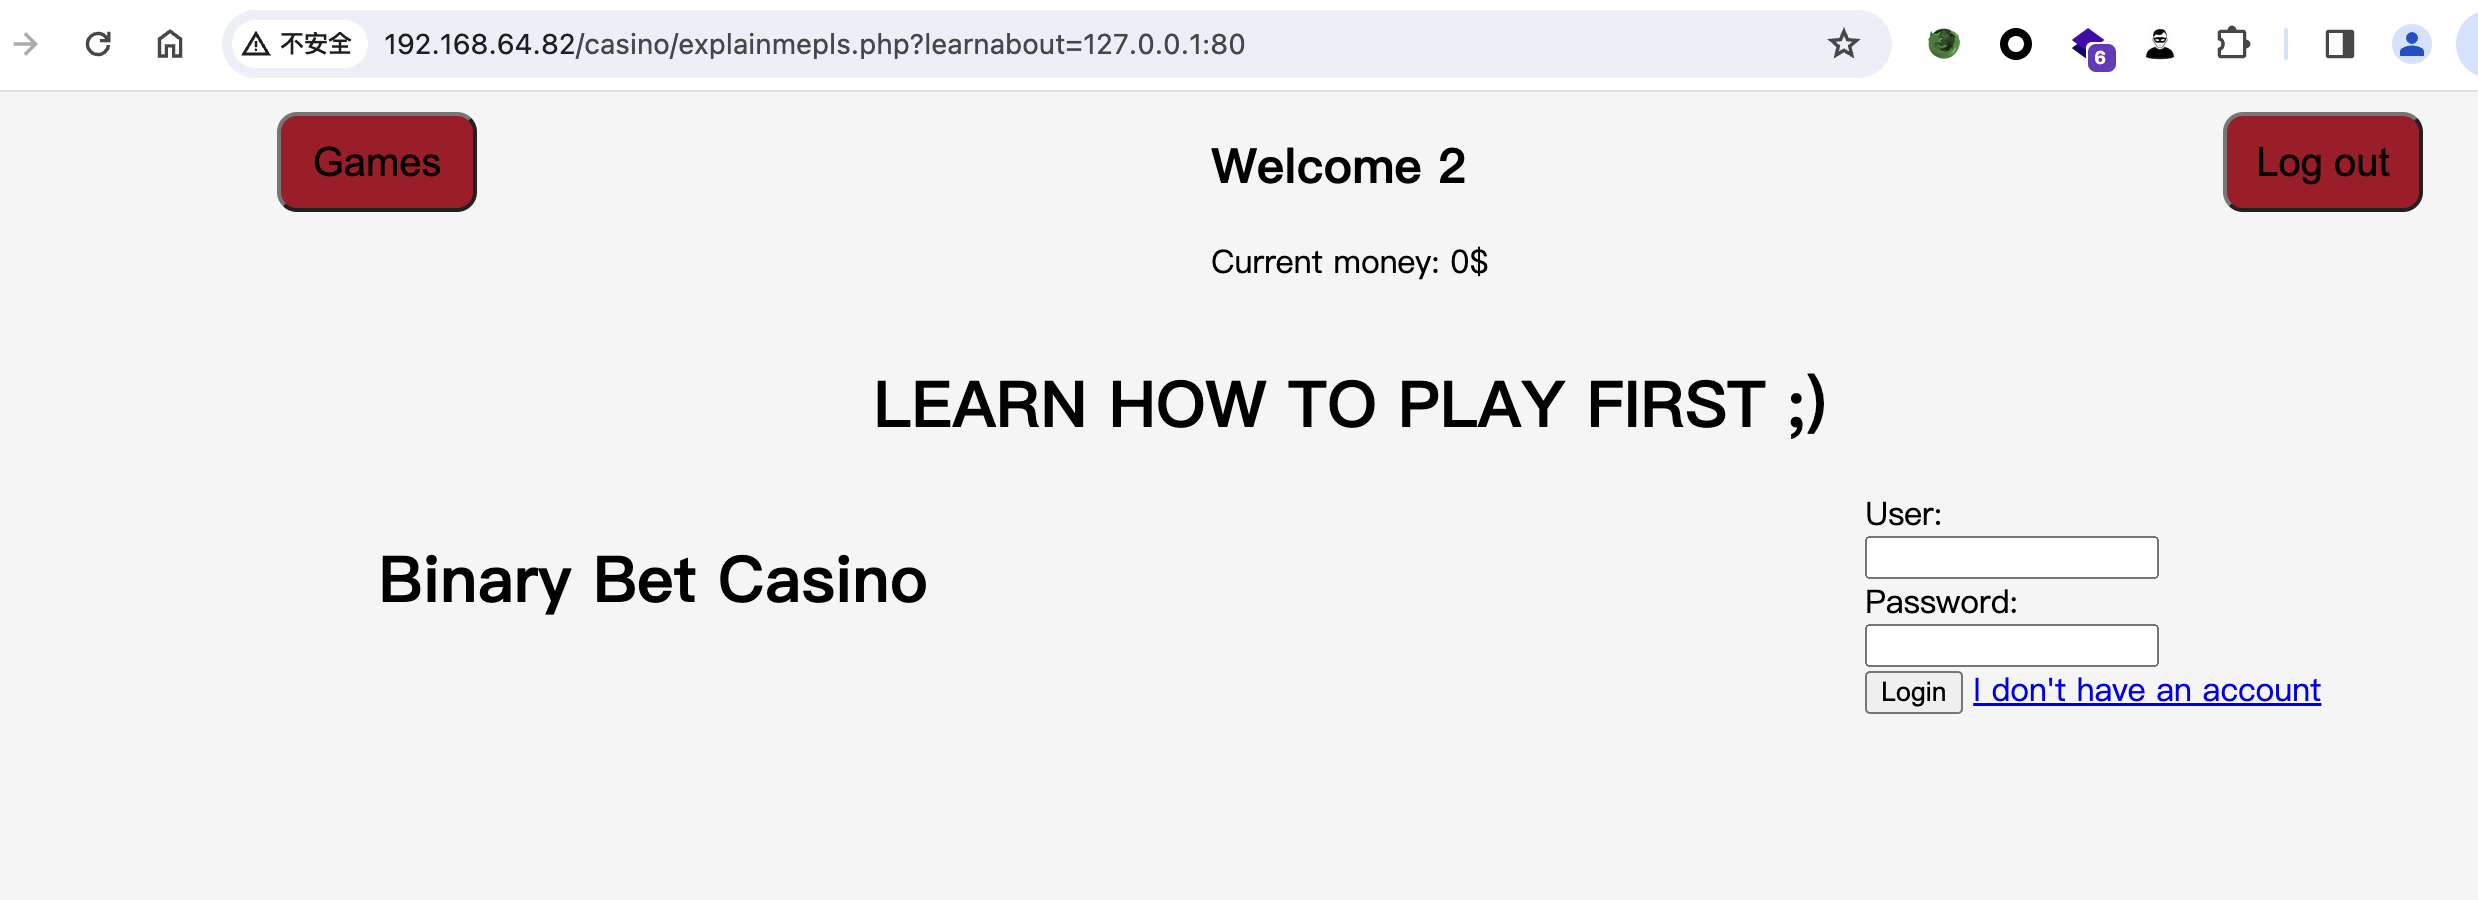 不安全 192.168.64.82/casino/explainmepls.php?learnabout=127.0.0.1:80
6
Games
Welcome 2
Log out
Current money: 0$
LEARN HOW TO PLAY FIRST ;)
Binary Bet Casino
User:
Password:
Login I don't have an account